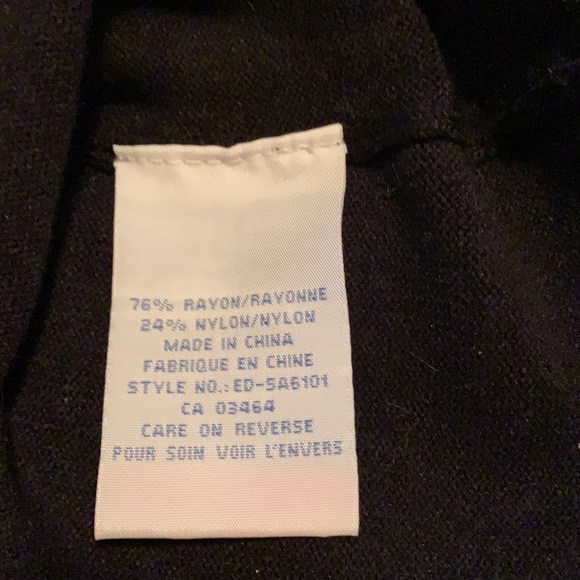 76% RAYON/RAYONNE
24% NYLON/NYLON
MADE IN CHINA
FABRIQUE EN CHINE
STYLE NO.:ED-SA6101
CA 03464
CARE ON REVERSE
POUR SOIN VOIR L'ENVERS